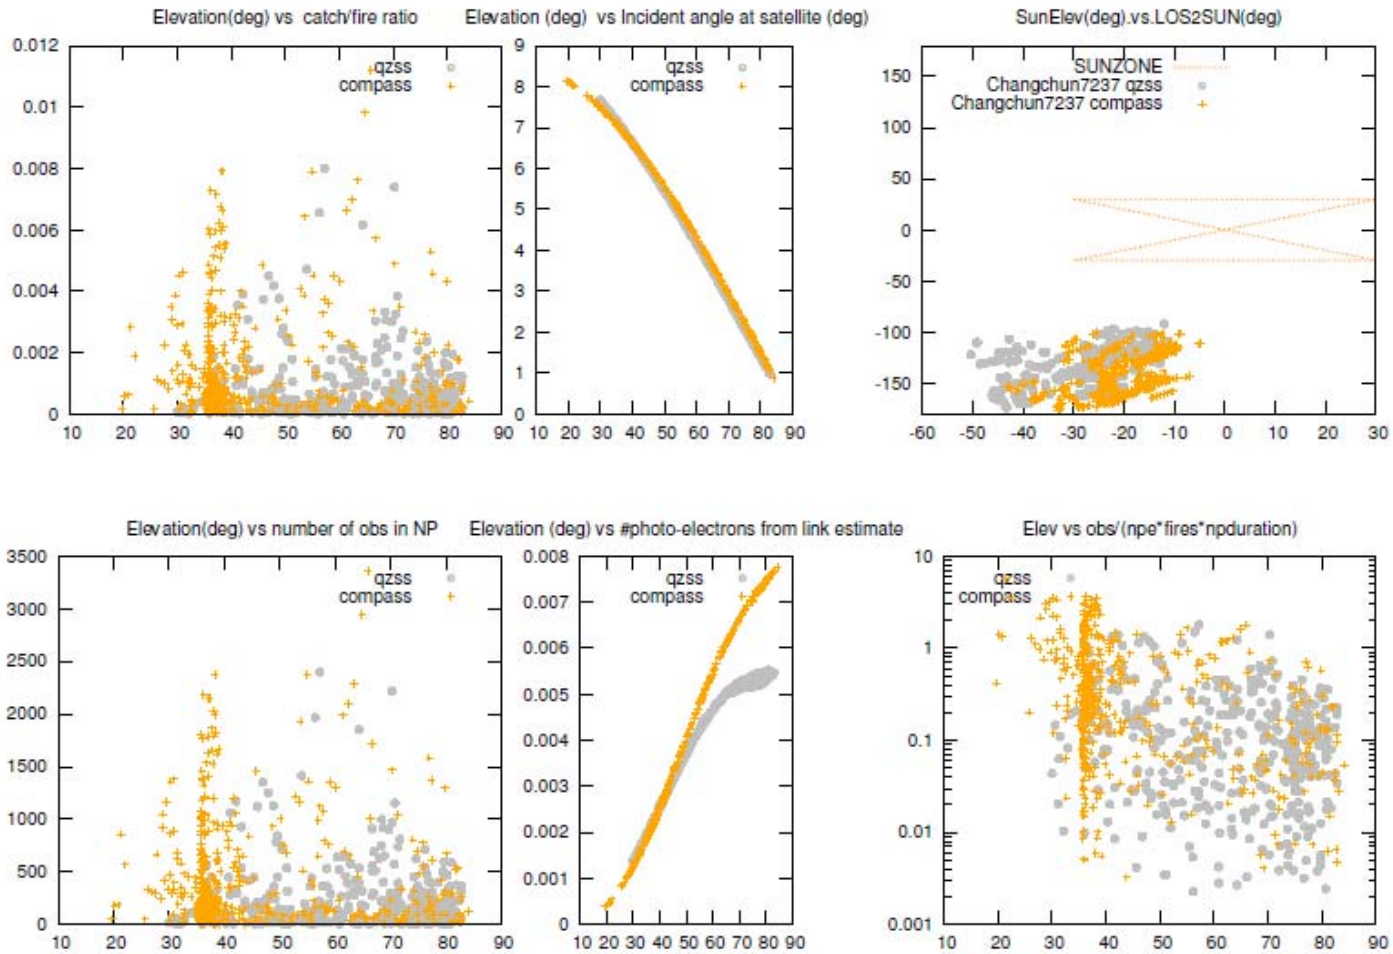 Elevation(deg) vs catch/fire ratio
0.012
0.01
0.008
0.006
0.004
0.002
0
qzss
compass
10 20 30 40 50 60 70 80 90
Elevation (deg) vs Incident angle at satellite (deg)
9
8
7
6
5
4
3
2
1
0
qzss
compass
10 20 30 40 50 60 70 80 90
SunElev(deg).vs.LOS2SUN(deg)
150
100
50
0
-50
-100
-150
SUNZONE
Changchun7237 qzss
Changchun7237 compass
-60 -50 -40 -30 -20 -10 0 10 20 30
Elevation(deg) vs number of obs in NP
3500
3000
2500
2000
1500
1000
500
0
qzss
compass
10 20 30 40 50 60 70 80 90
Elevation (deg) vs #photo-electrons from link estimate
0.008
0.007
0.006
0.005
0.004
0.003
0.002
0.001
0
qzss
compass
10 20 30 40 50 60 70 80 90
Elev vs obs/(npe*fires*npduration)
10
1
0.1
0.01
0.001
qzss
compass
10 20 30 40 50 60 70 80 90